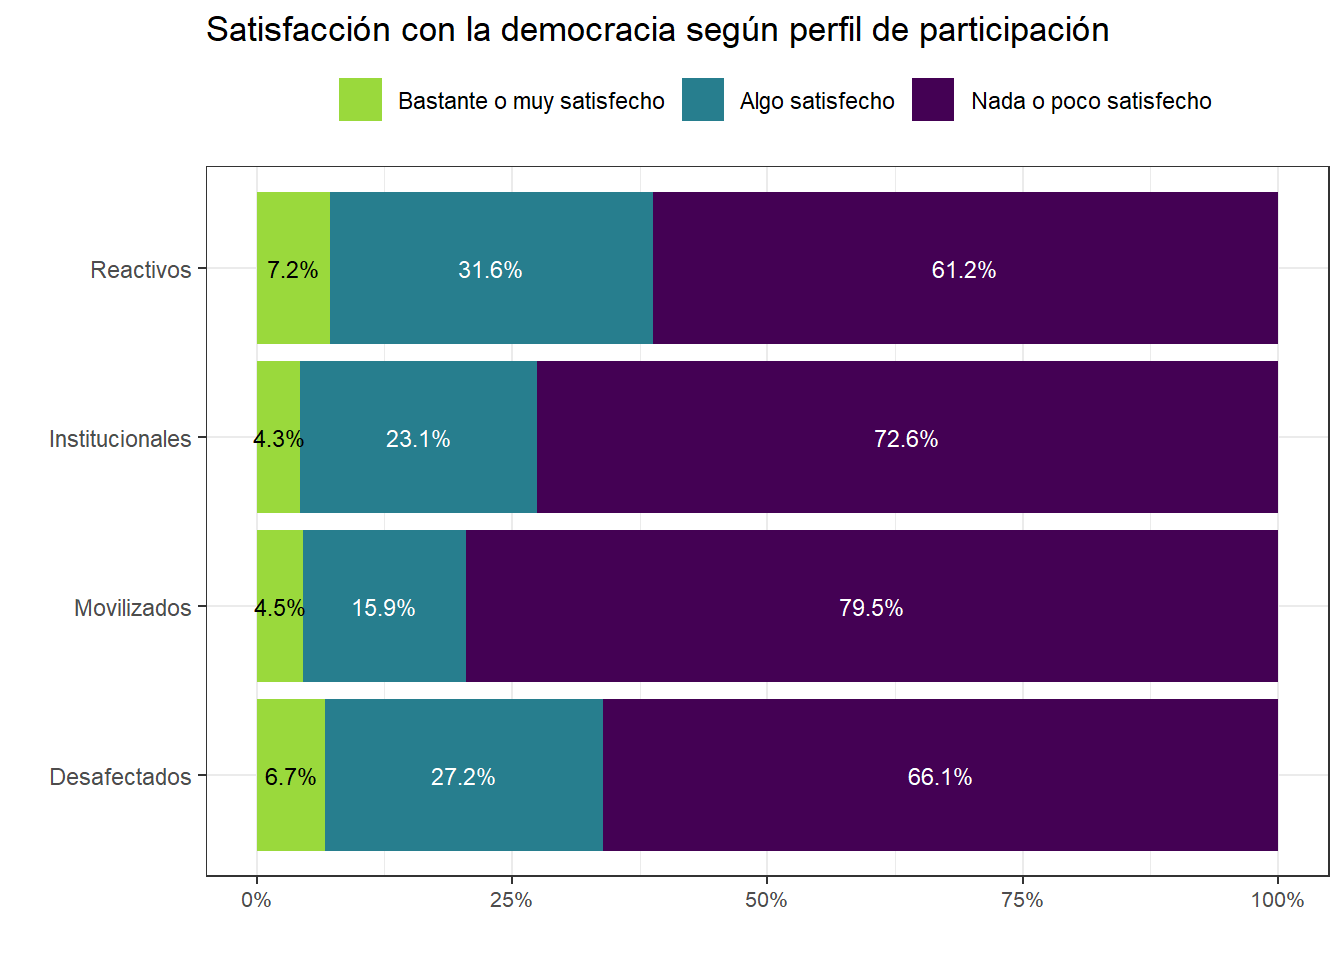 Satisfacción con la democracia según perfil de participación
Bastante o muy satisfecho Algo satisfecho Nada o poco satisfecho
Reactivos 7.2% 31.6% 61.2%
Institucionales 4.3% 23.1% 72.6%
Movilizados 4.5% 15.9% 79.5%
Desafectados 6.7% 27.2% 66.1%
0% 25% 50% 75% 100%